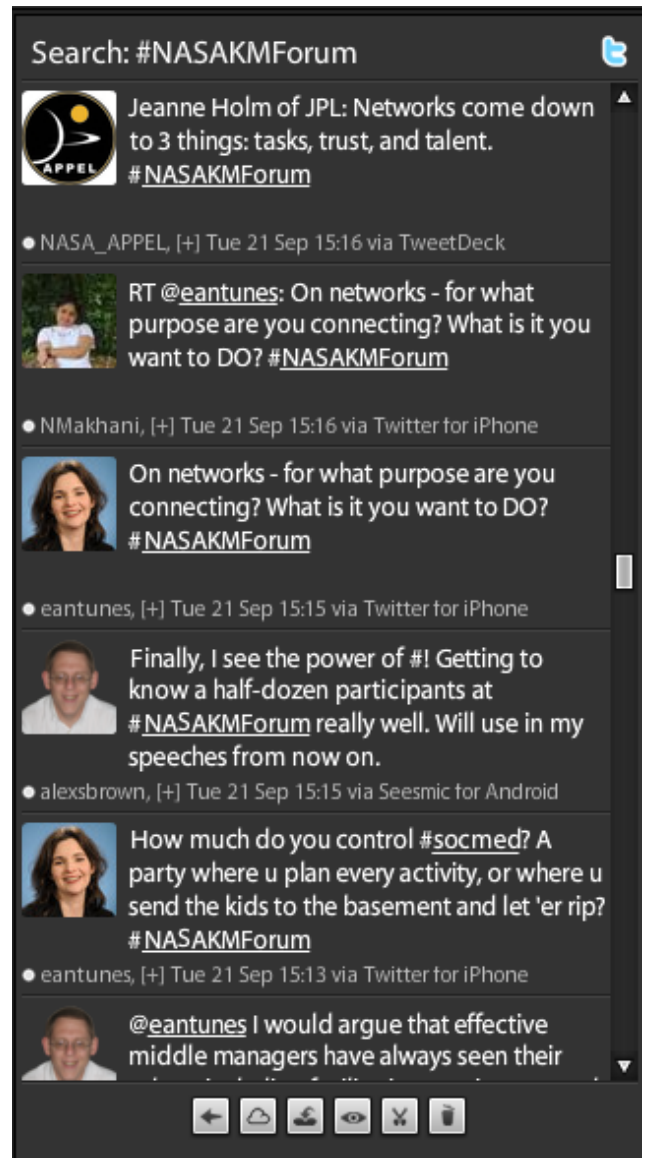 Search: #NASAKMForum
Jeanne Holm of JPL: Networks come down
to 3 things: tasks, trust, and talent.
#NASAKMForum
APPEL
NASA_APPEL, [+] Tue 21 Sep 15:16 via TweetDeck
RT @eantunes: On networks - for what
purpose are you connecting? What is it you
want to DO? #NASAKMForum
NMakhani, [+] Tue 21 Sep 15:16 via Twitter for iPhone
On networks - for what purpose are you
connecting? What is it you want to DO?
#NASAKMForum
eantunes, [+] Tue 21 Sep 15:15 via Twitter for iPhone
Finally, I see the power of #! Getting to
know a half-dozen participants at
#NASAKMForum really well. Will use in my
speeches from now on.
alexsbrown, [+] Tue 21 Sep 15:15 via Seesmic for Android
How much do you control #socmed? A
party where u plan every activity, or where u
send the kids to the basement and let 'er rip?
#NASAKMForum
eantunes, [+] Tue 21 Sep 15:13 via Twitter for iPhone
@eantunes I would argue that effective
middle managers have always seen their